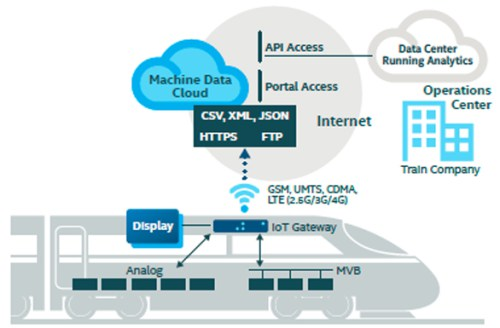 API Access
Data Center
Running Analytics
Machine Data
Cloud
Portal Access
Operations
Center
CSV, XML, JSON
HTTPS FTP
Internet
Train Company
GSM, UMTS, CDMA,
LTE (2.6G/3G/4G)
Display
IoT Gateway
Analog
MVB